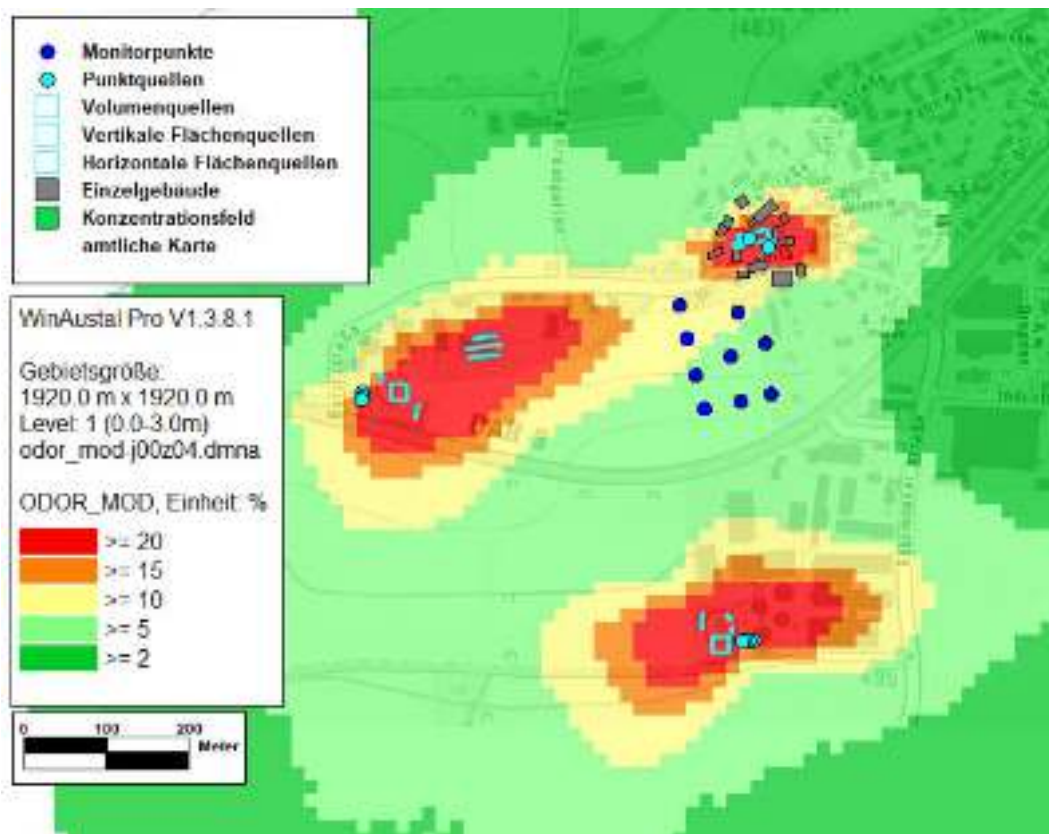 Monitorpunkte
Punktquellen
Volumenquellen
Vertikale Flächenquellen
Horizontale Flächenquellen
Einzelgebäude
Konzentrationsfeld
amtliche Karte
WinAustal Pro V1.3.8.1
Gebietsgröße:
1920.0 m x 1920.0 m
Level: 1 (0.0-3.0m)
odor_mod-j00z04.dmna
ODOR_MOD, Einheit: %
>= 20
>= 15
>= 10
>= 5
>= 2
0 100 200
Meter